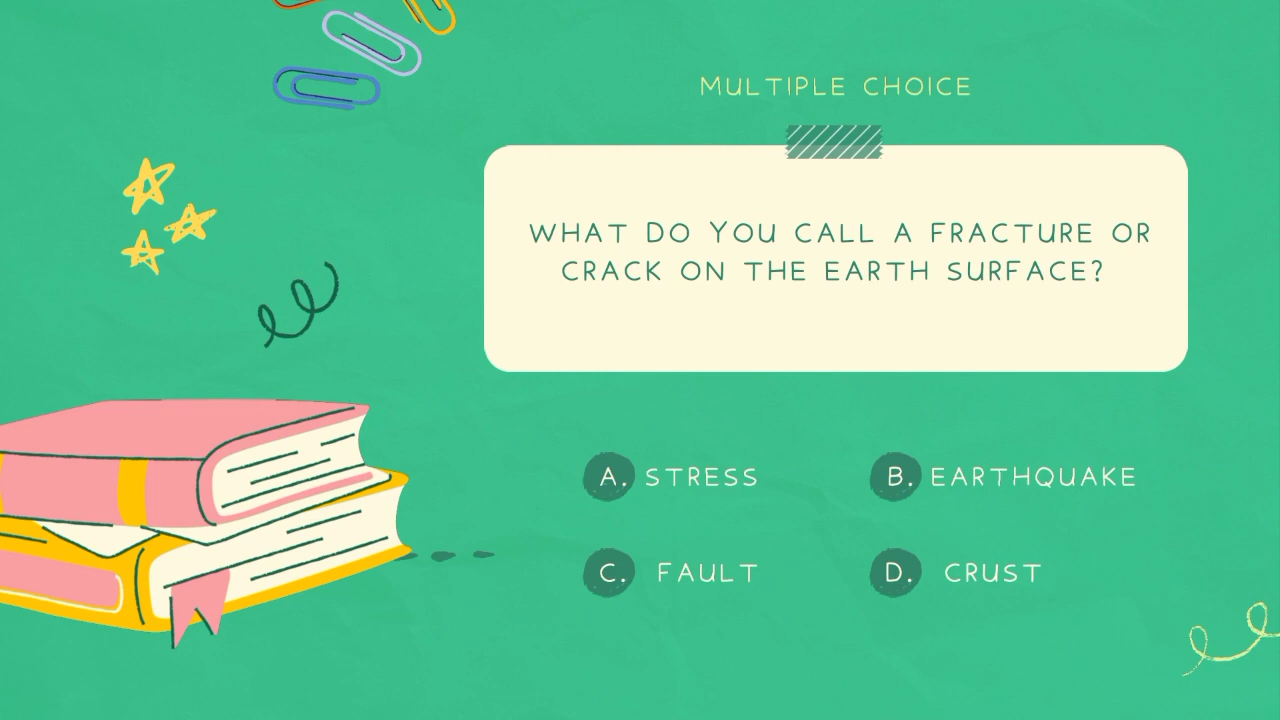 MULTIPLE CHOICE
WHAT DO YOU CALL A FRACTURE OR
CRACK ON THE EARTH SURFACE?
A. STRESS
B. EARTHQUAKE
C. FAULT
D. CRUST